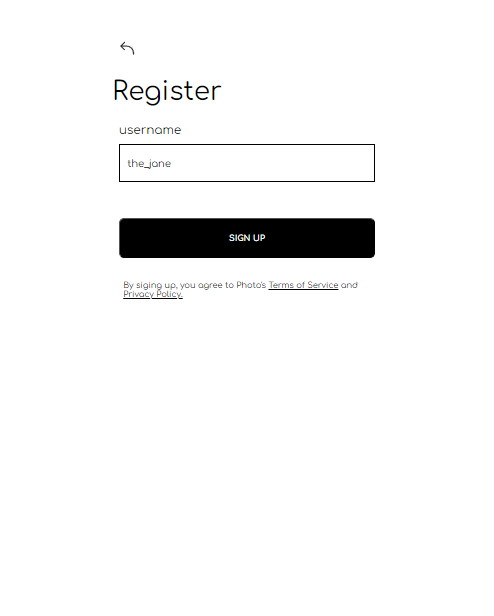 Register
username
the_jane
SIGN UP
By siging up, you agree to Photo's Terms of Service and
Privacy Policy.